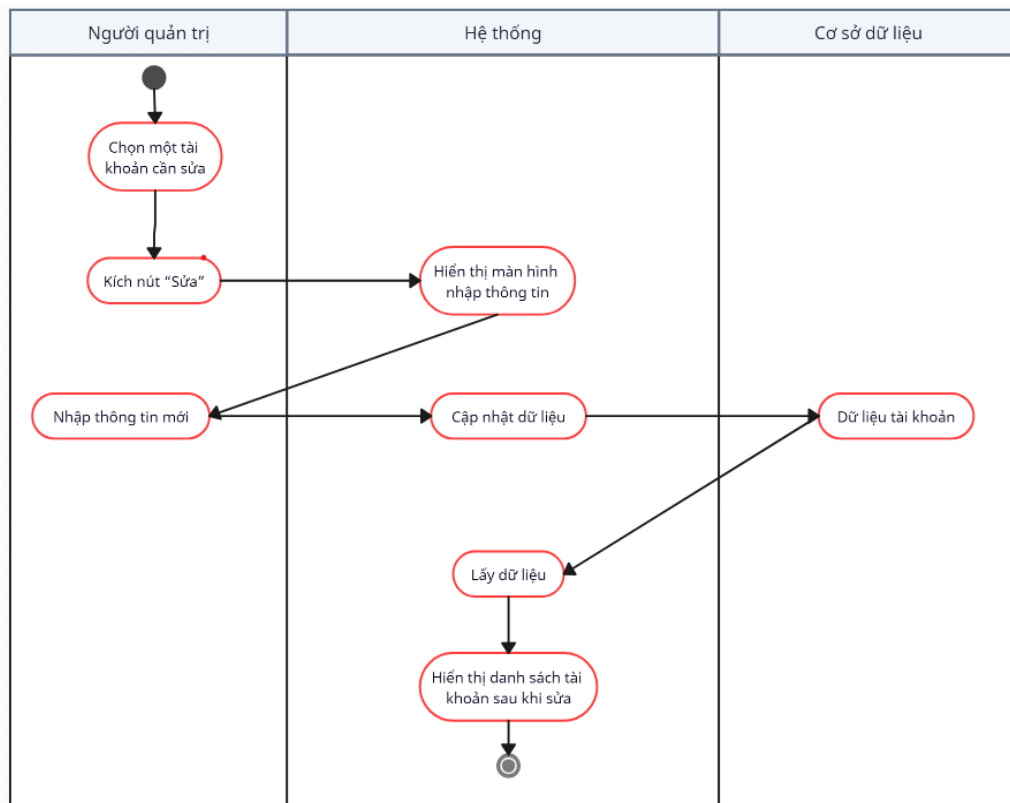 Người quản trị
Hệ thống
Cơ sở dữ liệu
Chọn một tài
khoản cần sửa
Kích nút “Sửa”
Hiển thị màn hình
nhập thông tin
Nhập thông tin mới
Cập nhật dữ liệu
Dữ liệu tài khoản
Lấy dữ liệu
Hiển thị danh sách tài
khoản sau khi sửa